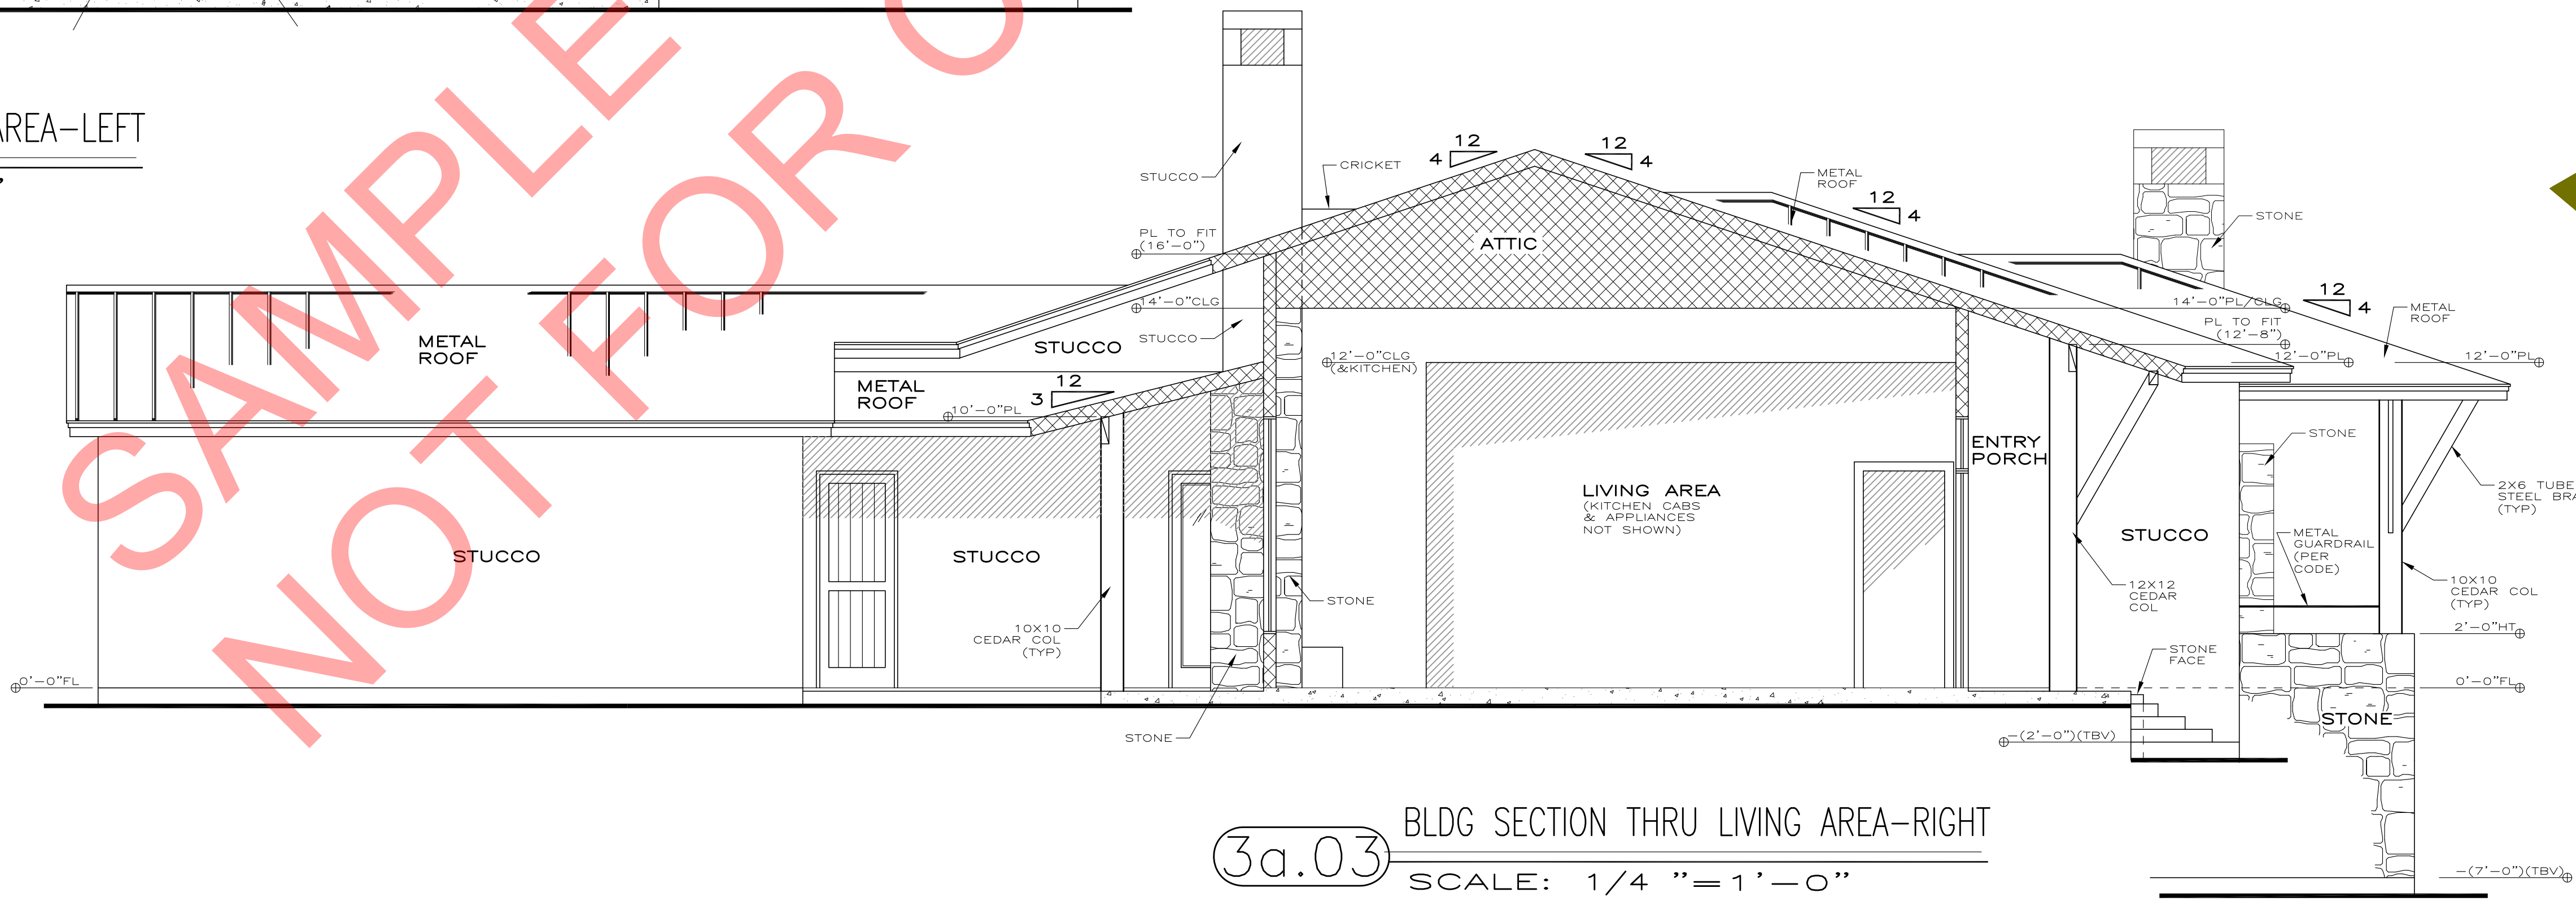 AREA-LEFT
SAMPLE
NOT FOR
STUCCO
CRICKET
12
4
12
4
METAL
ROOF
12
4
STONE
PL TO FIT
(16'-0")
ATTIC
14'-0"CLG
STUCCO
STUCCO
METAL
ROOF
METAL
ROOF
12
3
10'-0"PL
12'-0"CLG
(&KITCHEN)
14'-0"PL/CLG
PL TO FIT
(12'-8")
12'-0"PL
12
4
METAL
ROOF
12'-0"PL
STUCCO
STUCCO
10X10
CEDAR COL
(TYP)
STONE
STONE
LIVING AREA
(KITCHEN CABS
& APPLIANCES
NOT SHOWN)
ENTRY
PORCH
STUCCO
12X12
CEDAR
COL
STONE
FACE
STONE
METAL
GUARDRAIL
(PER
CODE)
2X6 TUBE
STEEL BRA
(TYP)
10X10
CEDAR COL
(TYP)
2'-0"HT
0'-0"FL
0'-0"FL
STONE
-(2'-0")(TBV)
-(7'-0")(TBV)
3a.03
BLDG SECTION THRU LIVING AREA-RIGHT
SCALE: 1/4 "=1'-0"